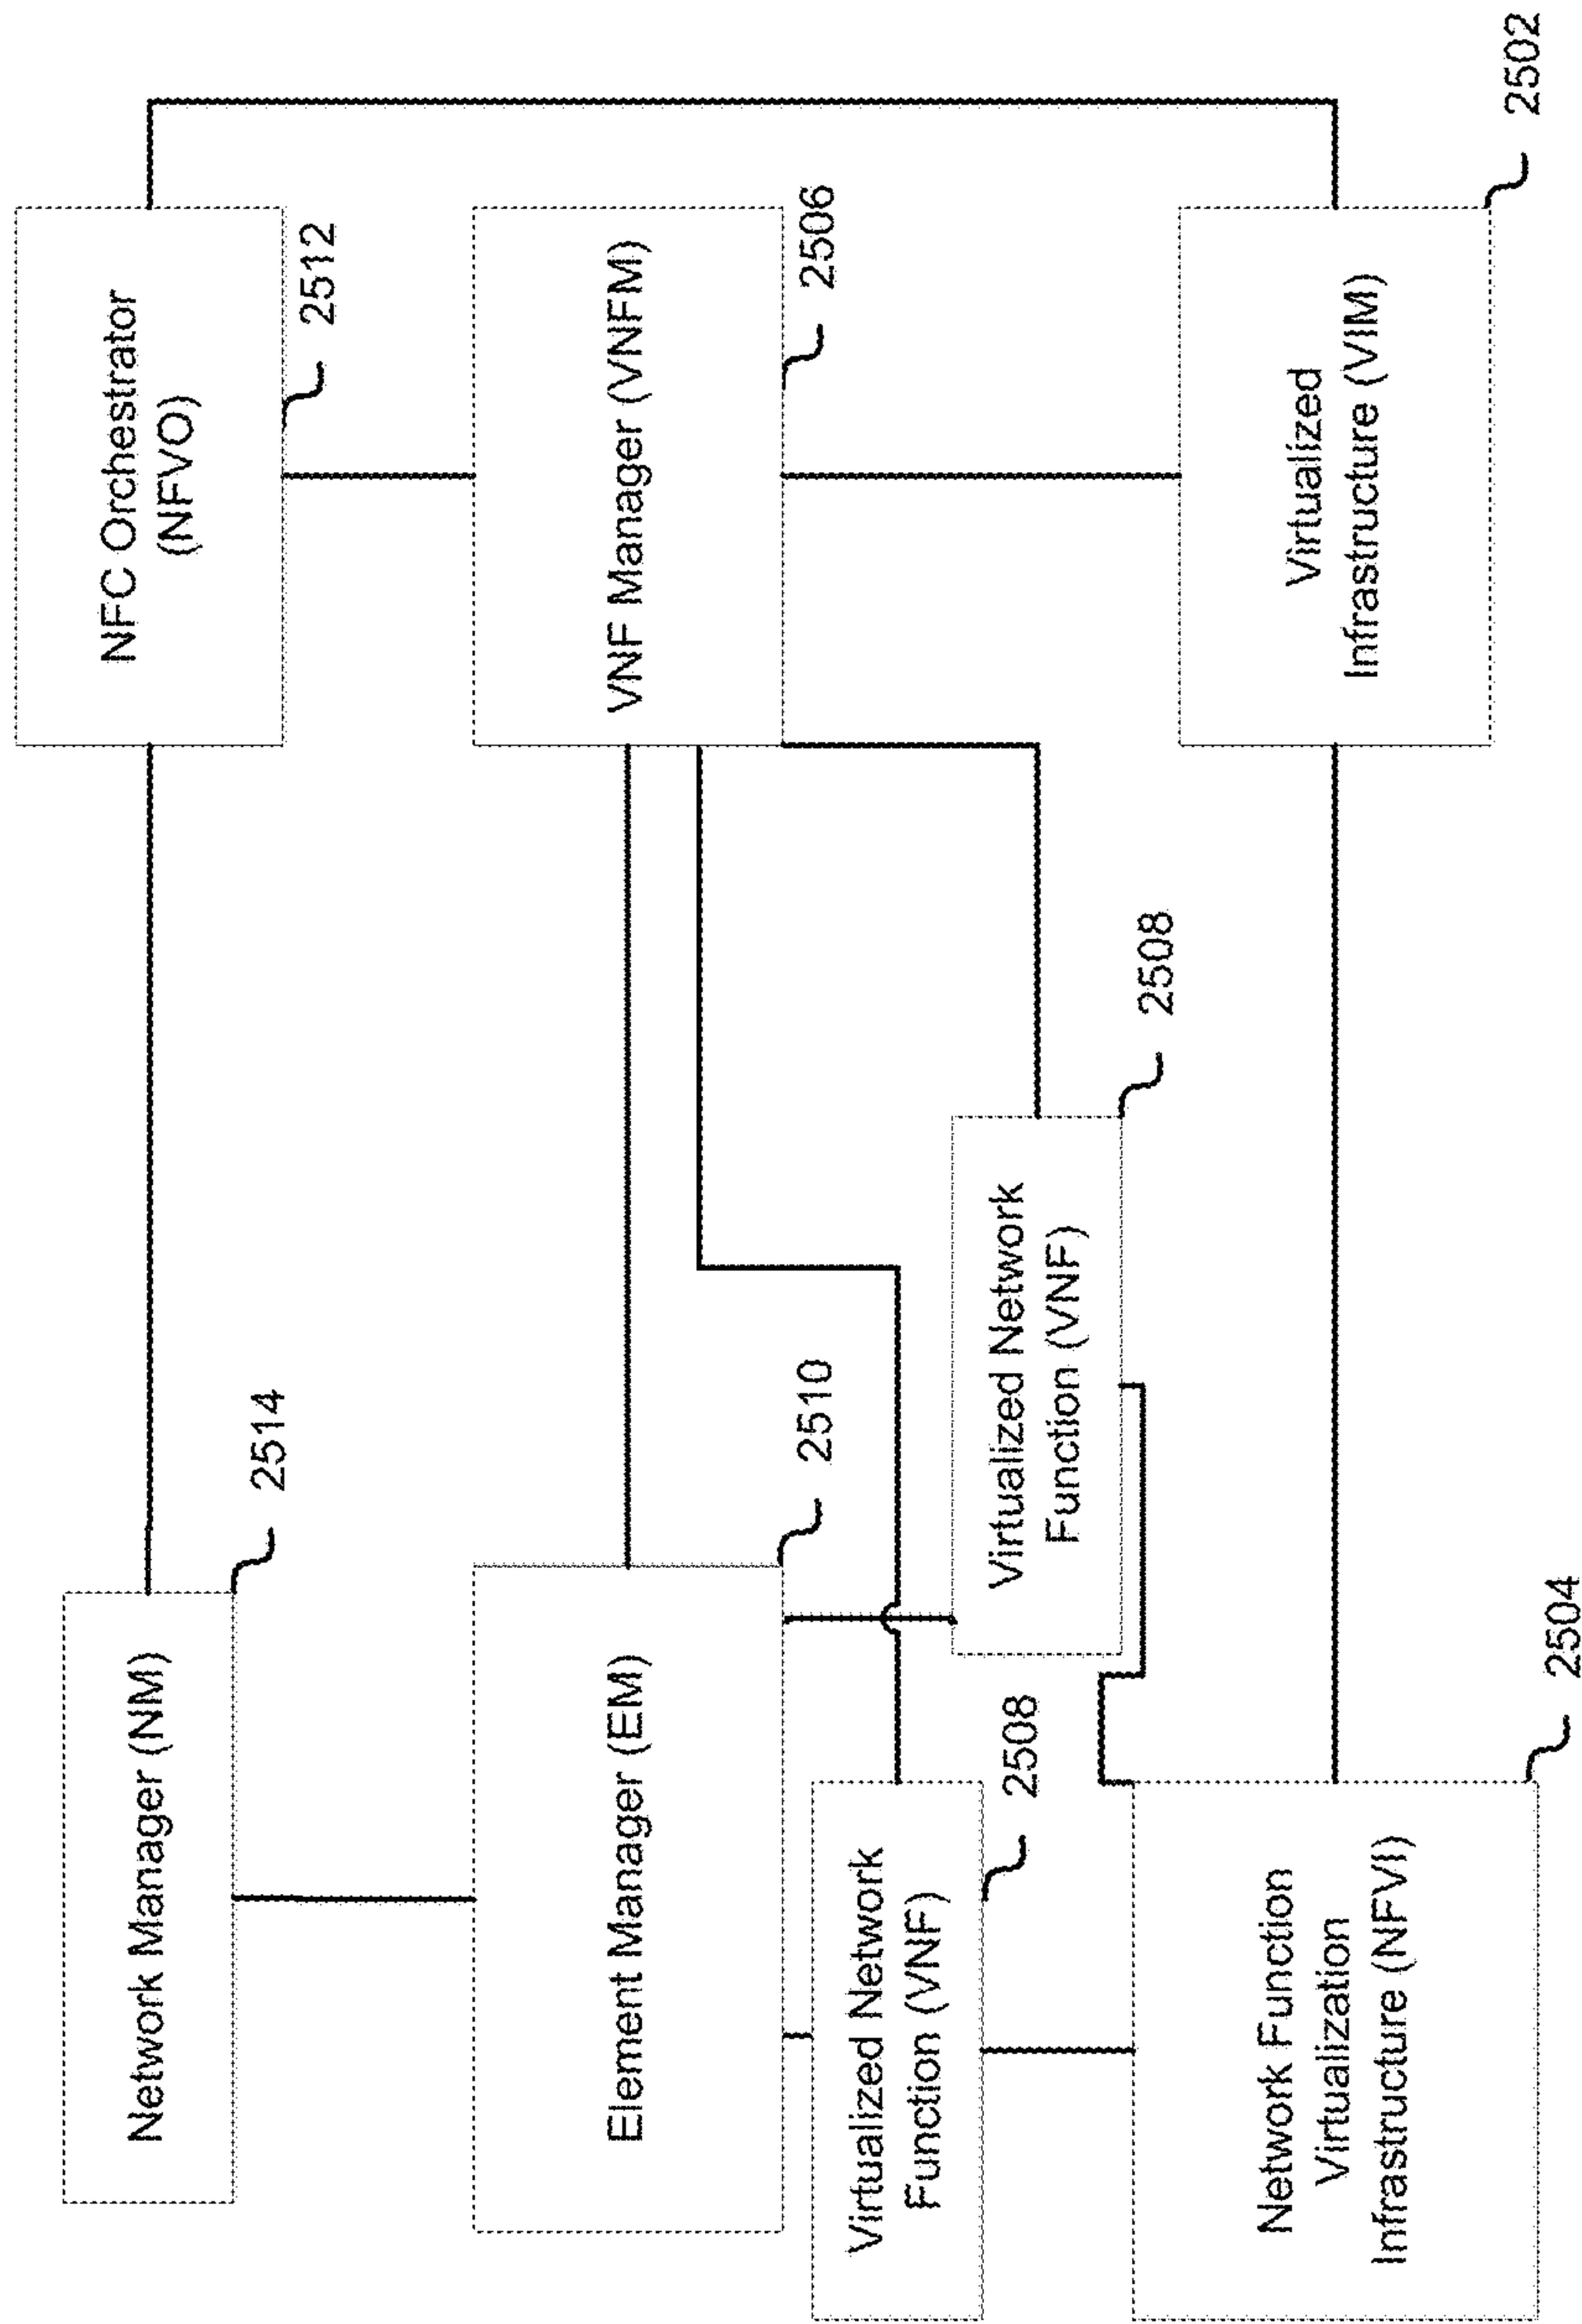 Network Manager (NM)
2514
NFC Orchestrator
(NFVO)
2512
Element Manager (EM)
2510
VNF Manager (VNFM)
2506
Virtualized Network
Function (VNF)
2508
Virtualized Network
Function (VNF)
2508
Network Function
Virtualization
Infrastructure (NFVI)
2504
Virtualized
Infrastructure (VIM)
2502